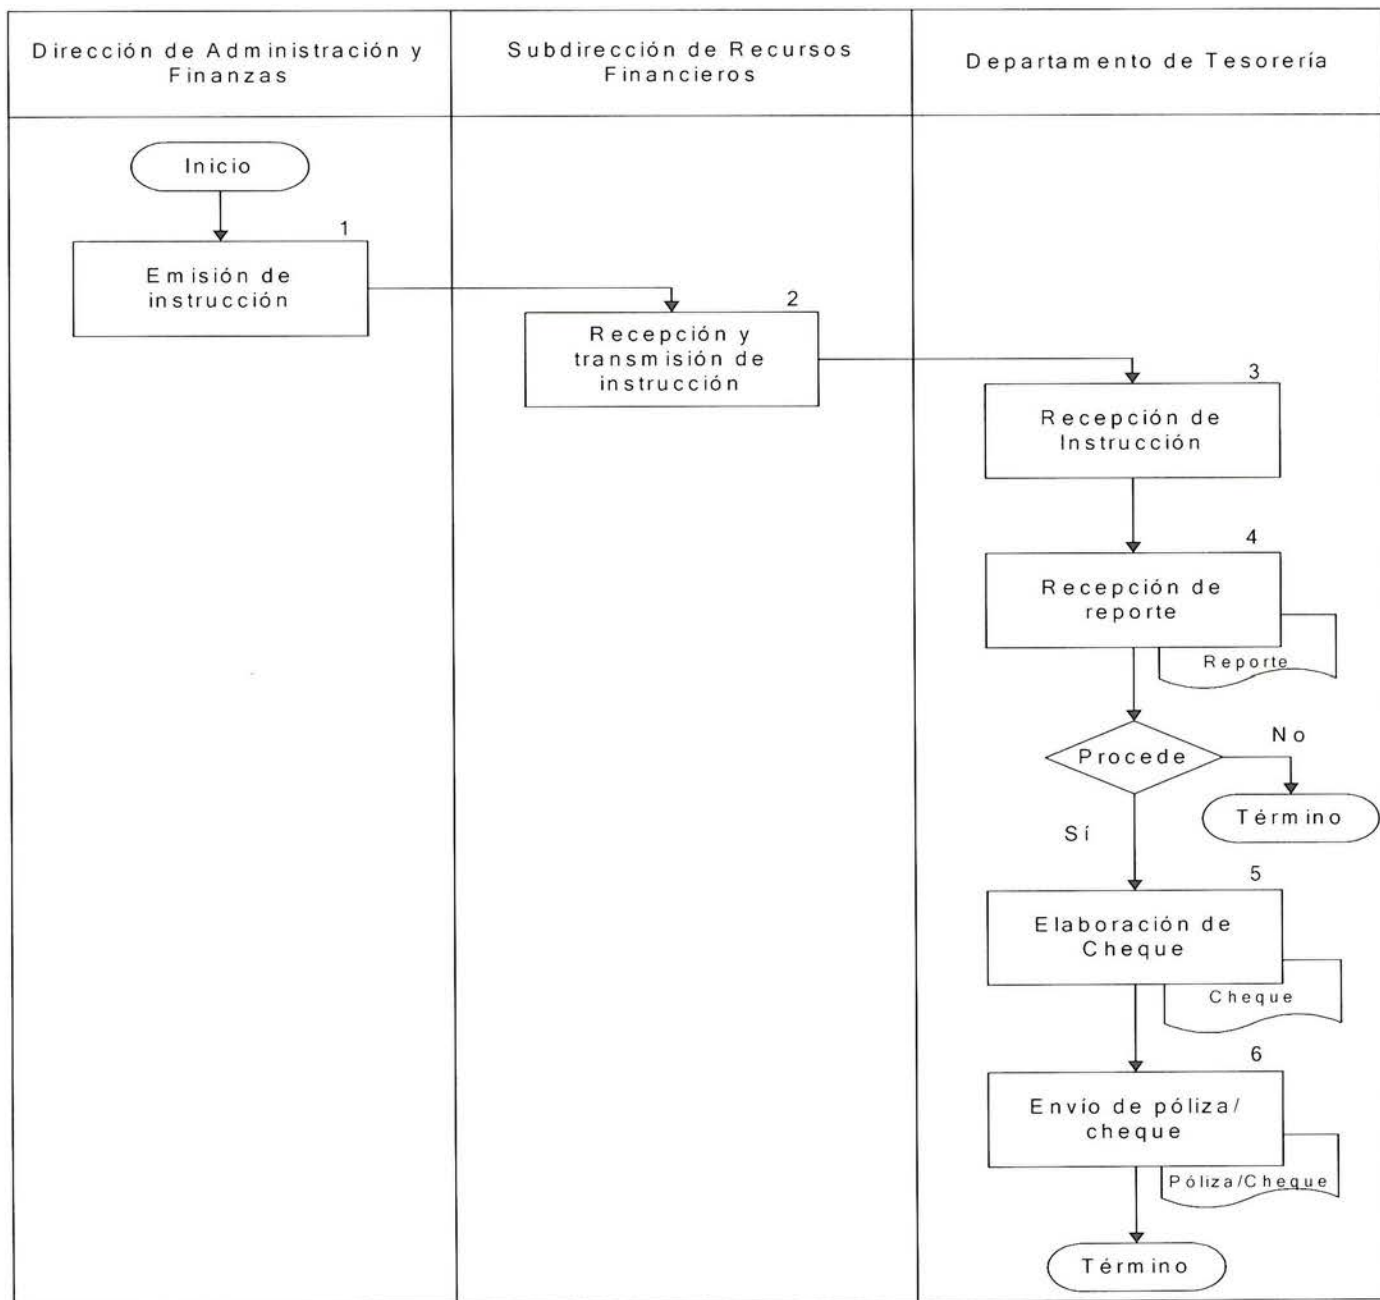 Dirección de Administración y
Finanzas
Subdirección de Recursos
Financieros
Departamento de Tesorería
Inicio
1
Emisión de
instrucción
2
Recepción y
transmisión de
instrucción
3
Recepción de
Instrucción
4
Recepción de
reporte
Reporte
Procede
No
Término
Sí
5
Elaboración de
Cheque
Cheque
6
Envío de póliza/
cheque
Póliza/Cheque
Término